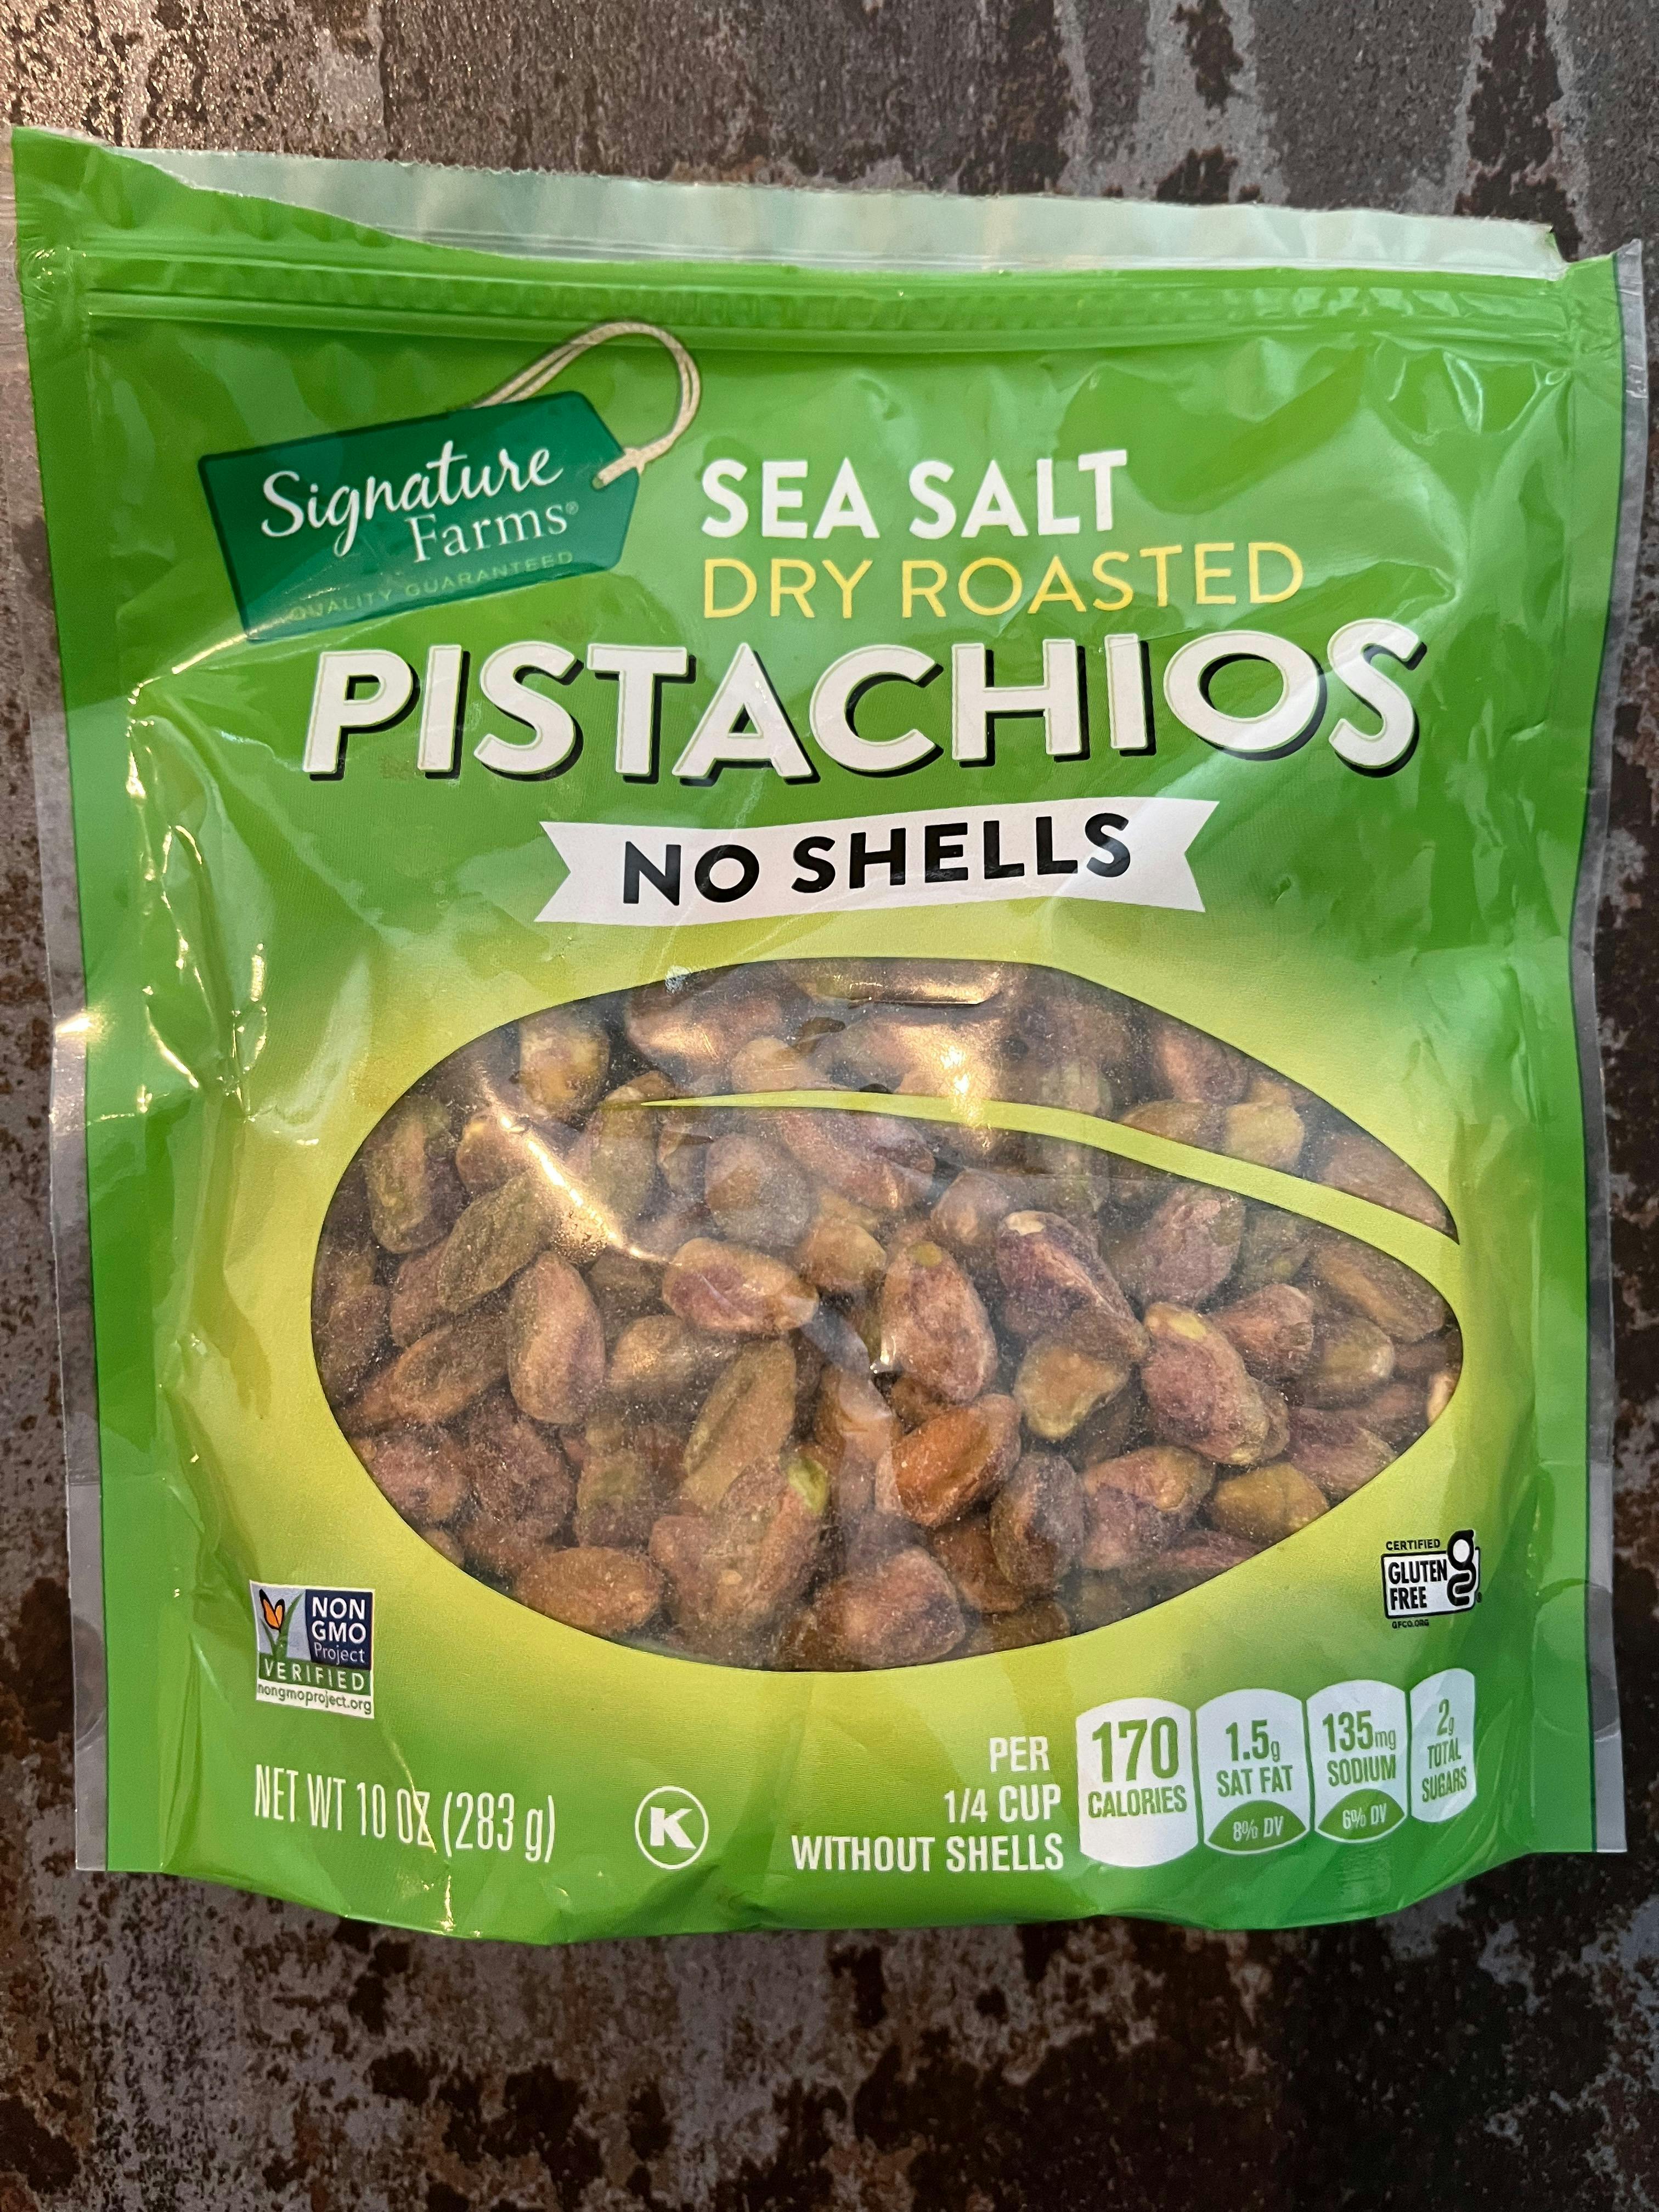 Signature
Farms®
QUALITY GUARANTEED
SEA SALT
DRY ROASTED
PISTACHIOS
NO SHELLS
CERTIFIED
GLUTEN
FREE
GFCO.ORG
NON
GMO
Project
VERIFIED
nongmoproject.org
NET WT 10 OZ (283 g)
K
PER
1/4 CUP
WITHOUT SHELLS
170
CALORIES
1.5g
SAT FAT
8% DV
135mg
SODIUM
6% DV
2g
TOTAL
SUGARS